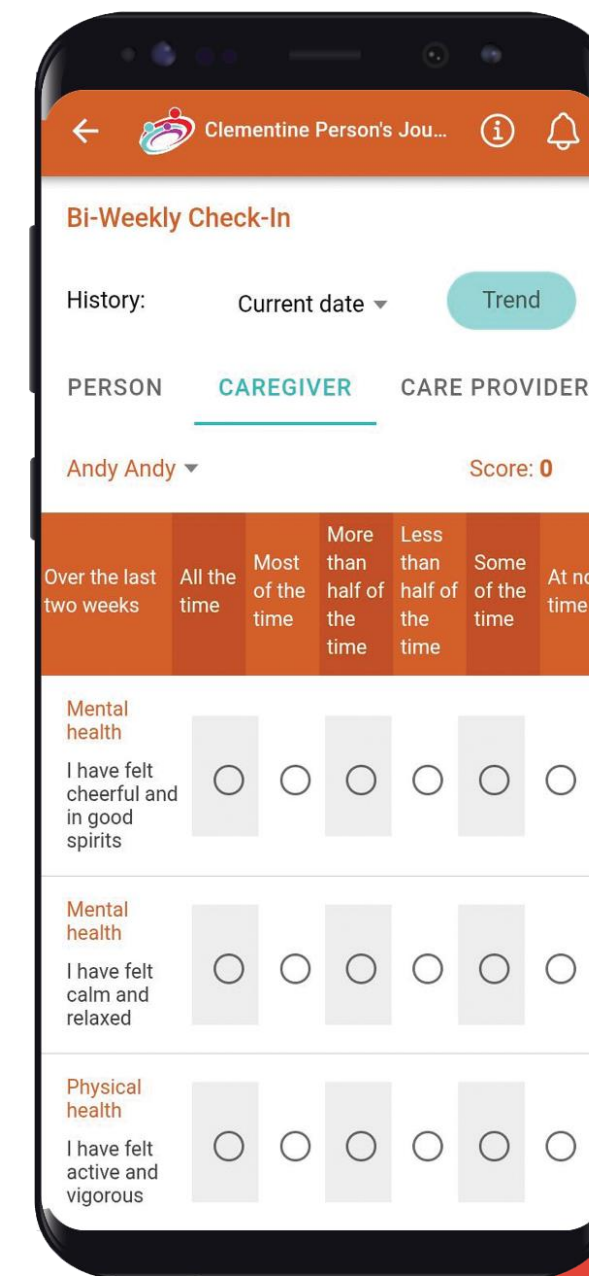 Clementine Person's Jou...
Bi-Weekly Check-In
History: Current date Trend
PERSON CAREGIVER CARE PROVIDER
Andy Andy Score: 0
Over the last
two weeks
All the
time
Most
of the
time
More
than
half of
the
time
Less
than
half of
the
time
Some
of the
time
At no
time
Mental
health
I have felt
cheerful and
in good
spirits
Mental
health
I have felt
calm and
relaxed
Physical
health
I have felt
active and
vigorous